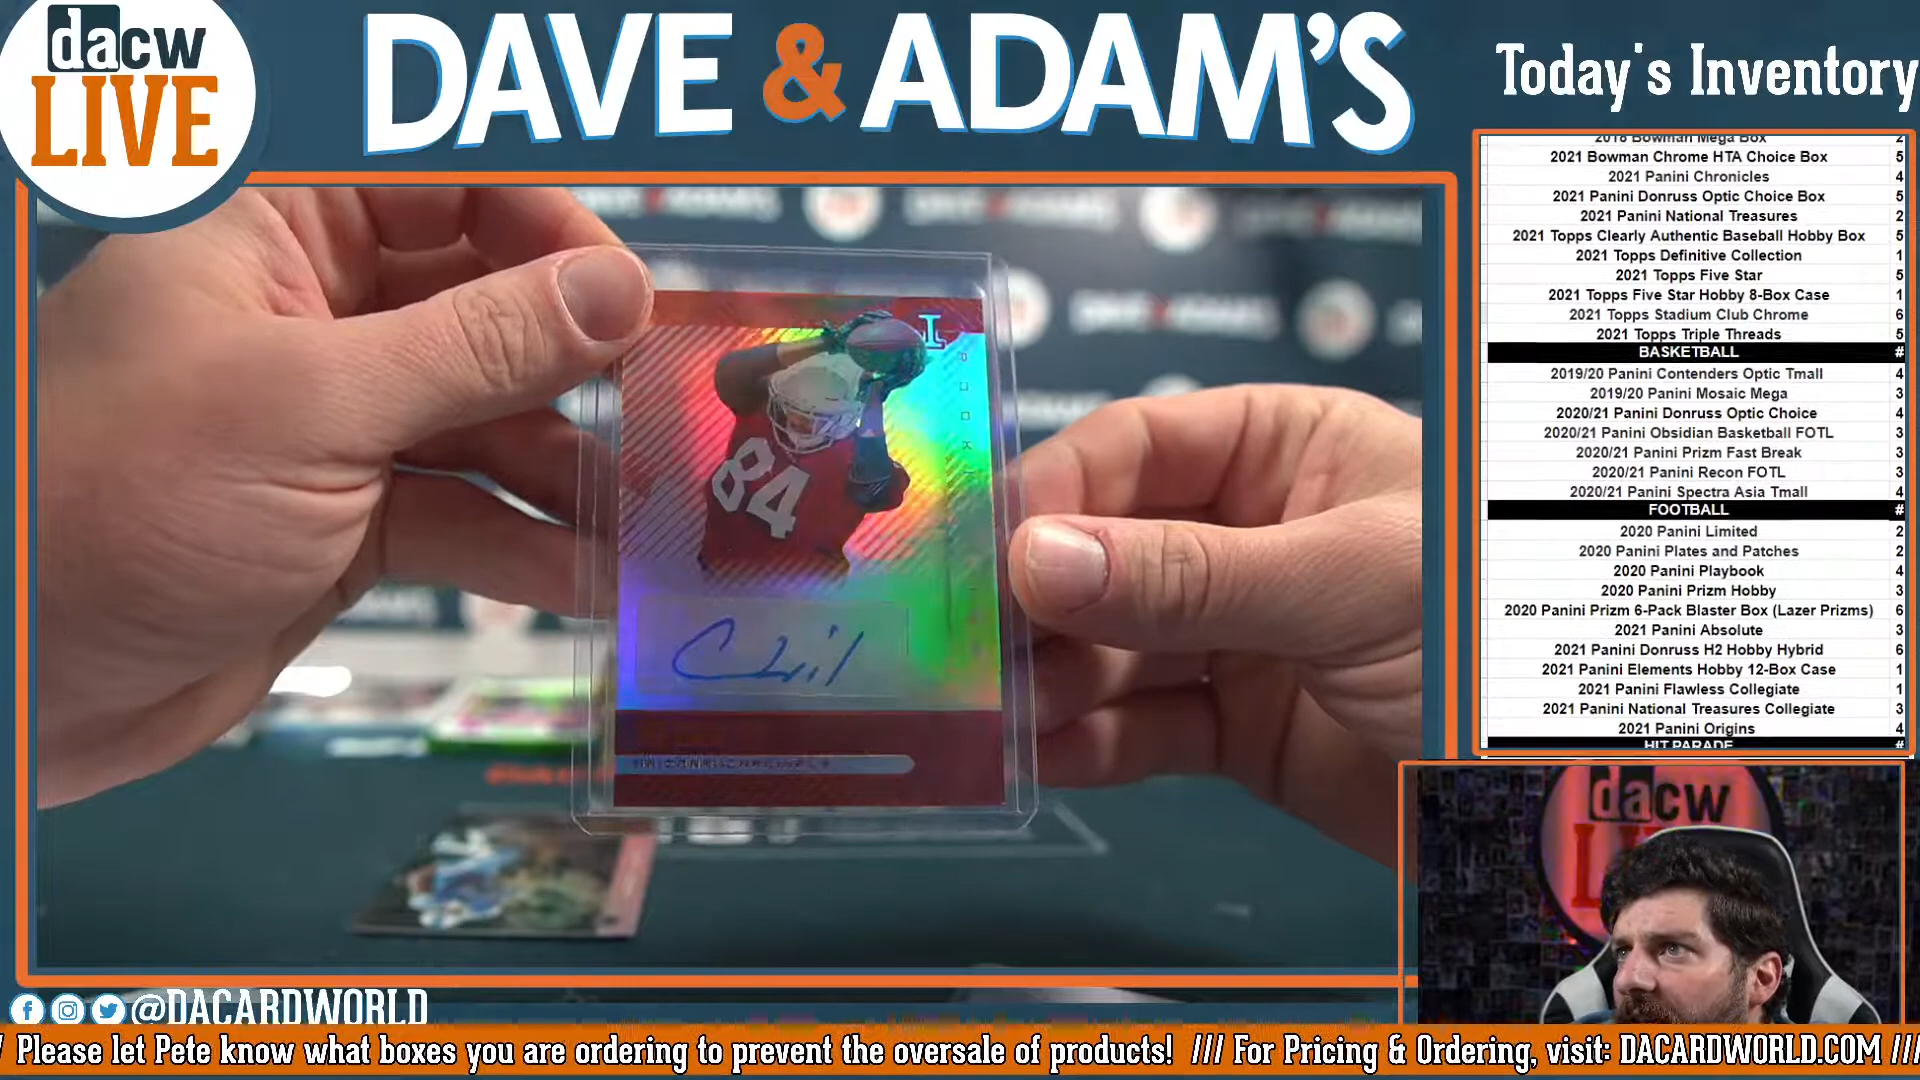 dacw
LIVE
DAVE & ADAM'S
Today's Inventory
2018 Bowman Mega Box 2
2021 Bowman Chrome HTA Choice Box 5
2021 Panini Chronicles 4
2021 Panini Donruss Optic Choice Box 5
2021 Panini National Treasures 2
2021 Topps Clearly Authentic Baseball Hobby Box 5
2021 Topps Definitive Collection 1
2021 Topps Five Star 5
2021 Topps Five Star Hobby 8-Box Case 1
2021 Topps Stadium Club Chrome 6
2021 Topps Triple Threads 5
BASKETBALL #
2019/20 Panini Contenders Optic Tmall 4
2019/20 Panini Mosaic Mega 3
2020/21 Panini Donruss Optic Choice 4
2020/21 Panini Obsidian Basketball FOTL 3
2020/21 Panini Prizm Fast Break 3
2020/21 Panini Recon FOTL 3
2020/21 Panini Spectra Asia Tmall 4
FOOTBALL #
2020 Panini Limited 2
2020 Panini Plates and Patches 2
2020 Panini Playbook 4
2020 Panini Prizm Hobby 3
2020 Panini Prizm 6-Pack Blaster Box (Lazer Prizms) 6
2021 Panini Absolute 3
2021 Panini Donruss H2 Hobby Hybrid 6
2021 Panini Elements Hobby 12-Box Case 1
2021 Panini Flawless Collegiate 1
2021 Panini National Treasures Collegiate 3
2021 Panini Origins 4
HIT PARADE #
84
dacw
@DACARDWORLD
/ Please let Pete know what boxes you are ordering to prevent the oversale of products! /// For Pricing & Ordering, visit: DACARDWORLD.COM ///